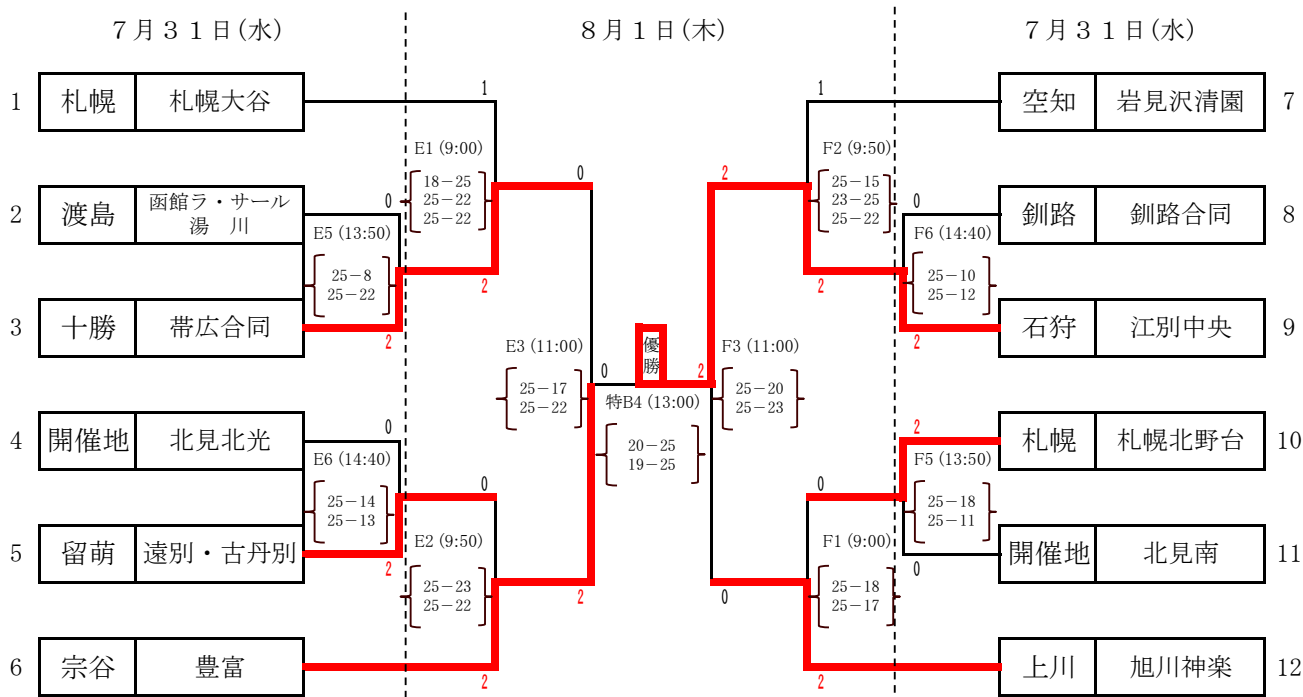 ７月３１日(水)
８月１日(木)
７月３１日(水)
1 札幌 札幌大谷
2 渡島 函館ラ・サール
湯　川
3 十勝 帯広合同
4 開催地 北見北光
5 留萌 遠別・古丹別
6 宗谷 豊富
1
E1 (9:00)
18－25
25－22
25－22
0
E5 (13:50)
25－8
25－22
2
2
0
E6 (14:40)
25－14
25－13
2
0
E2 (9:50)
25－23
25－22
2
0
E3 (11:00)
25－17
25－22
2
0
優勝
2
特B4 (13:00)
20－25
19－25
2
F3 (11:00)
25－20
25－23
0
1
F2 (9:50)
25－15
23－25
25－22
2
0
F6 (14:40)
25－10
25－12
2
2
F5 (13:50)
25－18
25－11
0
0
F1 (9:00)
25－18
25－17
2
空知 岩見沢清園 7
釧路 釧路合同 8
石狩 江別中央 9
札幌 札幌北野台 10
開催地 北見南 11
上川 旭川神楽 12